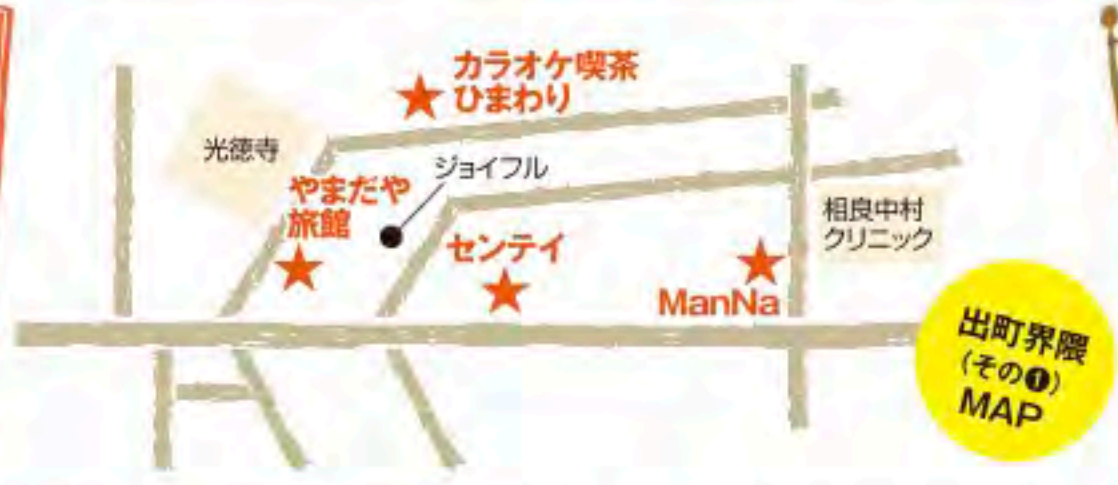 カラオケ喫茶
ひまわり
光徳寺
ジョイフル
やまだや
旅館
センテイ
相良中村
クリニック
ManNa
出町界隈
(その❶)
MAP